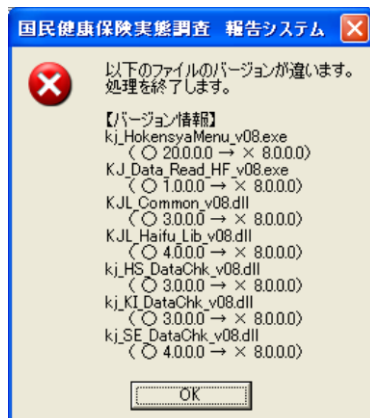 国民健康保険実態調査 報告システム
以下のファイルのバージョンが違います。
処理を終了します。
【バージョン情報】
kj_HokensyaMenu_v08.exe
( ○ 20.0.0.0 → × 8.0.0.0)
KJ_Data_Read_HF_v08.exe
( ○ 1.0.0.0 → × 8.0.0.0)
KJL_Common_v08.dll
( ○ 3.0.0.0 → × 8.0.0.0)
KJL_Haifu_Lib_v08.dll
( ○ 4.0.0.0 → × 8.0.0.0)
kj_HS_DataChk_v08.dll
( ○ 3.0.0.0 → × 8.0.0.0)
kj_KI_DataChk_v08.dll
( ○ 3.0.0.0 → × 8.0.0.0)
kj_SE_DataChk_v08.dll
( ○ 4.0.0.0 → × 8.0.0.0)
OK